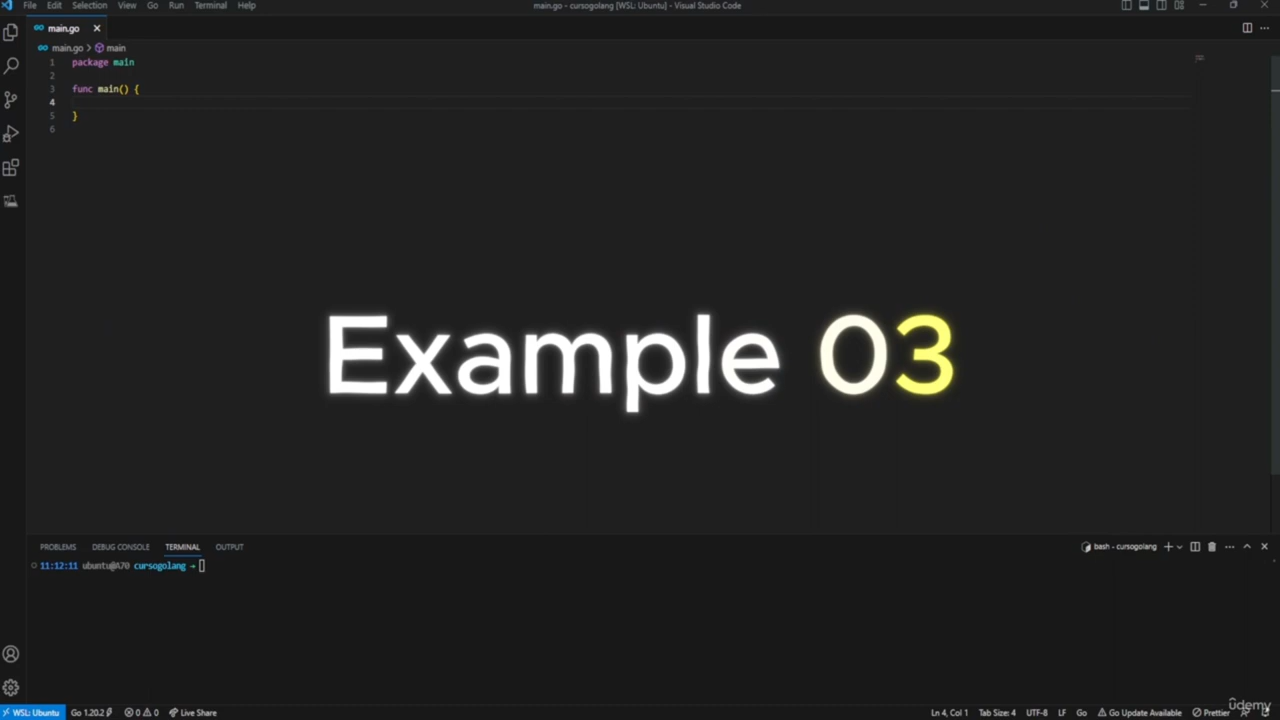 File Edit Selection View Go Run Terminal Help
main.go - cursogolang [WSL: Ubuntu] - Visual Studio Code
main.go
main.go > main
1 package main
2
3 func main() {
4
5 }
6
Example 03
PROBLEMS DEBUG CONSOLE TERMINAL OUTPUT
bash - cursogolang
11:12:11 ubuntu@A70 cursogolang →
WSL: Ubuntu Go 1.20.2 0 0 Live Share
Ln 4, Col 1 Tab Size: 4 UTF-8 LF Go Go Update Available Prettier
udemy